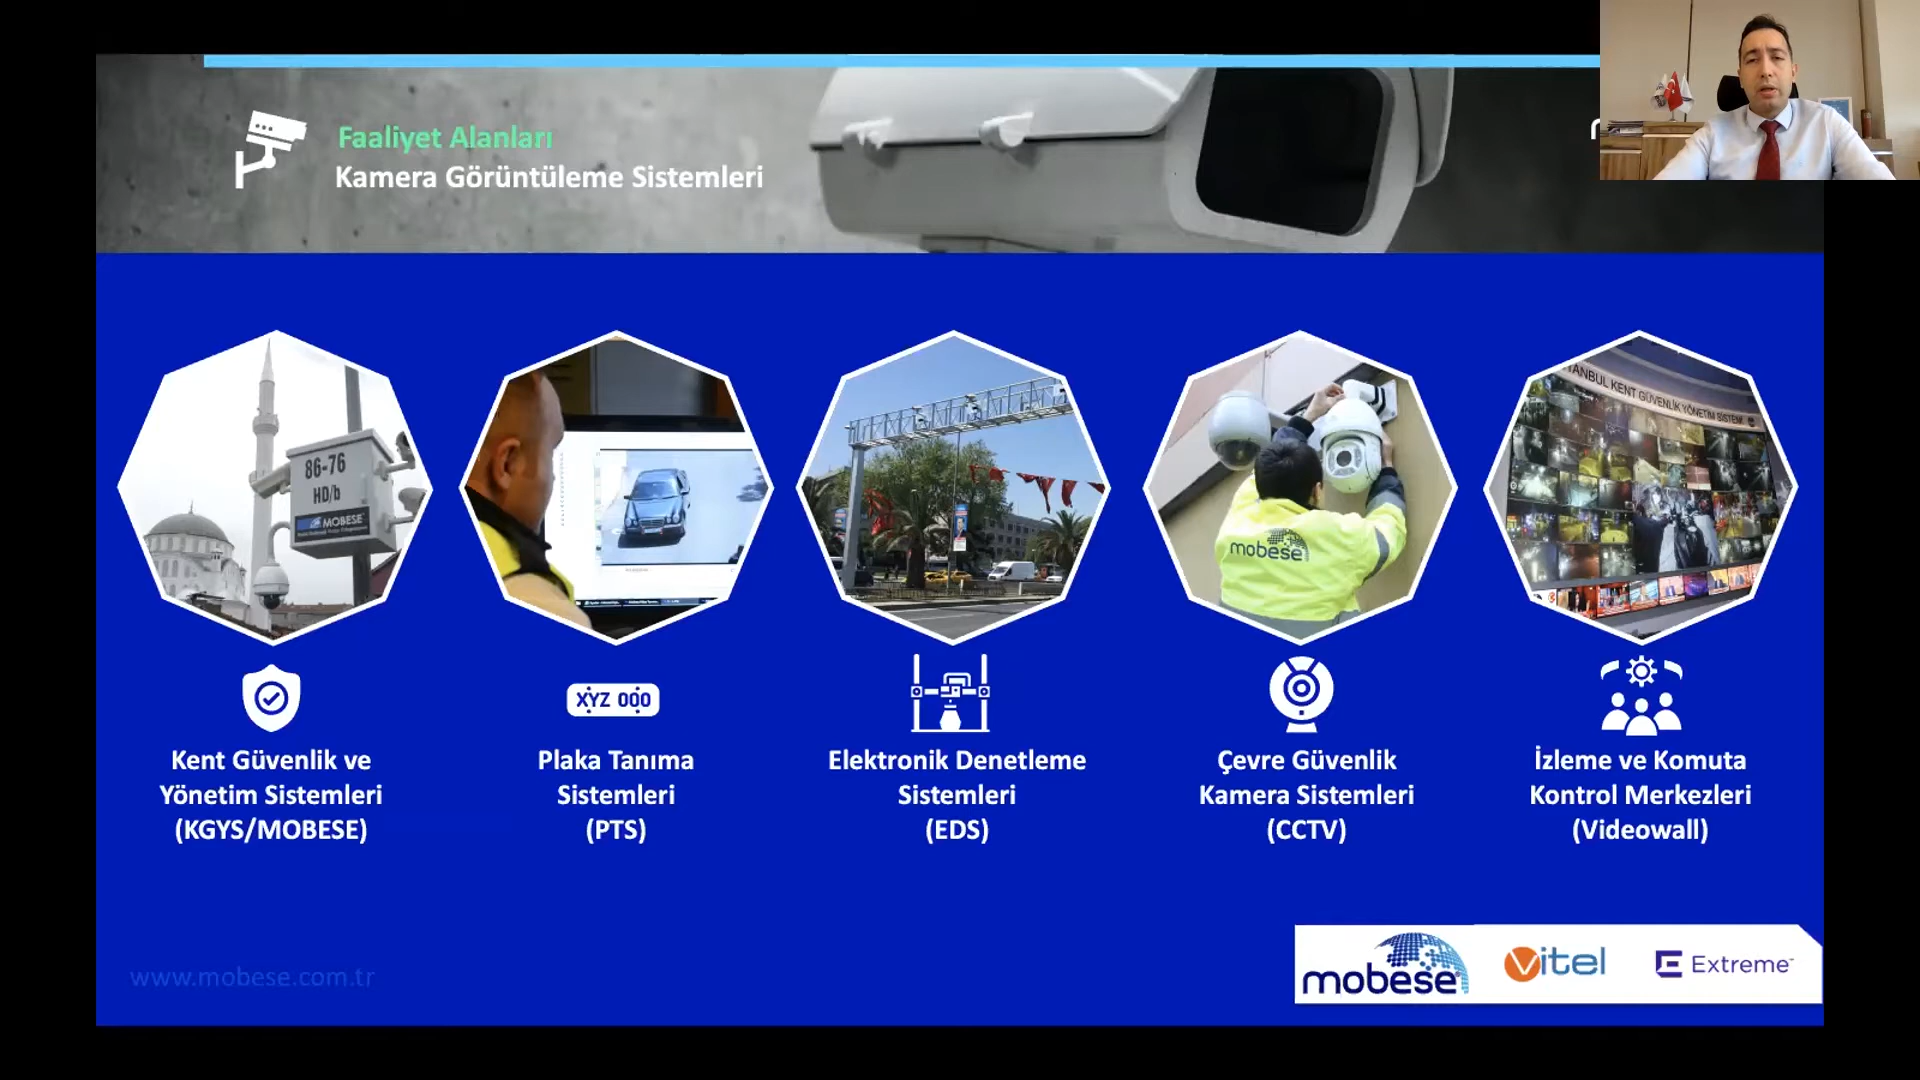 Faaliyet Alanları
Kamera Görüntüleme Sistemleri
86-76
HD/b
MOBESE
mobese
İSTANBUL KENT GÜVENLİK YÖNETİM SİSTEMİ
XYZ 000
Kent Güvenlik ve
Yönetim Sistemleri
(KGYS/MOBESE)
Plaka Tanıma
Sistemleri
(PTS)
Elektronik Denetleme
Sistemleri
(EDS)
Çevre Güvenlik
Kamera Sistemleri
(CCTV)
İzleme ve Komuta
Kontrol Merkezleri
(Videowall)
www.mobese.com.tr
mobese
vitel
Extreme™